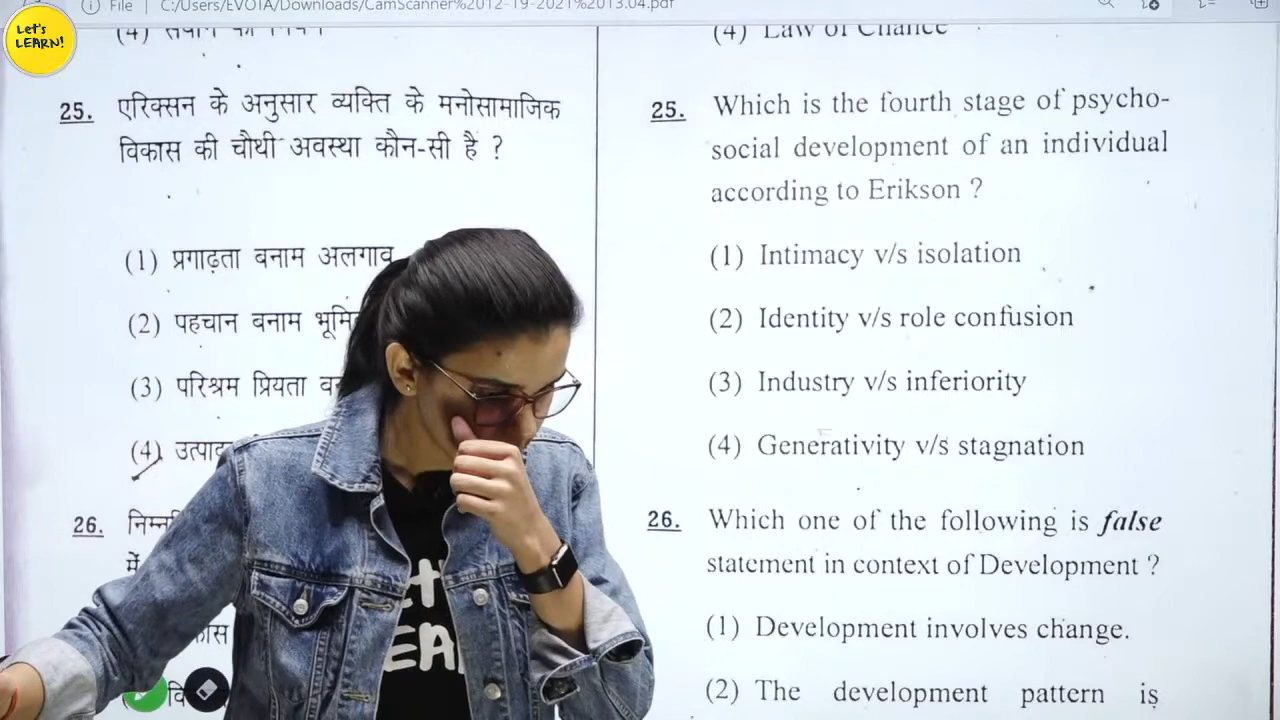 File | C:/Users/EVOTA/Downloads/CamScanner%2012-19-2021%2013.04.pdf
Let's
LEARN!
(4) Law of Chance
25. एरिक्सन के अनुसार व्यक्ति के मनोसामाजिक
विकास की चौथी अवस्था कौन-सी है ?
(1) प्रगाढ़ता बनाम अलगाव
(2) पहचान बनाम
(3) परिश्रम प्रियता
(4)
26.
25. Which is the fourth stage of psycho-
social development of an individual
according to Erikson ?
(1) Intimacy v/s isolation
(2) Identity v/s role confusion
(3) Industry v/s inferiority
(4) Generativity v/s stagnation
26. Which one of the following is false
statement in context of Development ?
(1) Development involves change.
(2) The development pattern is